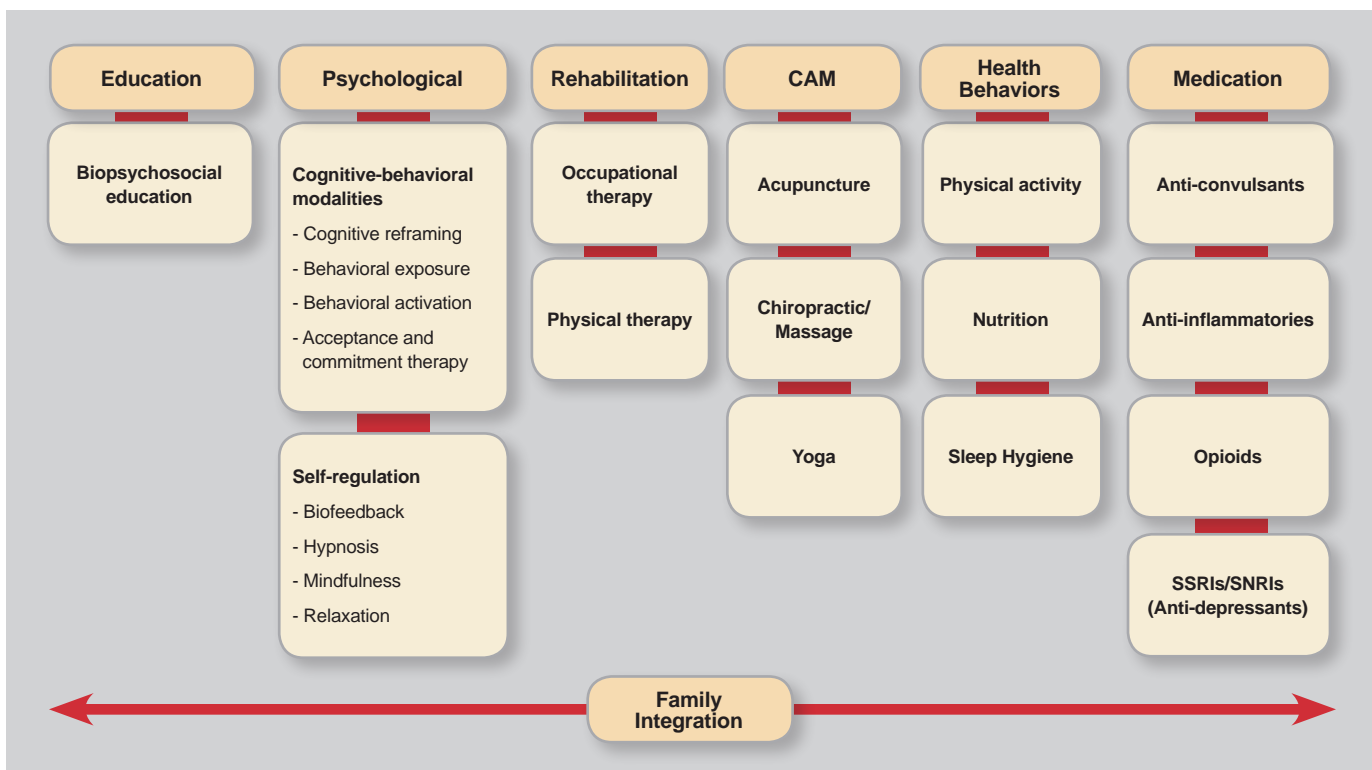 Education
Biopsychosocial
education
Psychological
Cognitive-behavioral
modalities
- Cognitive reframing
- Behavioral exposure
- Behavioral activation
- Acceptance and
commitment therapy
Self-regulation
- Biofeedback
- Hypnosis
- Mindfulness
- Relaxation
Rehabilitation
Occupational
therapy
Physical therapy
CAM
Acupuncture
Chiropractic/
Massage
Yoga
Health
Behaviors
Physical activity
Nutrition
Sleep Hygiene
Medication
Anti-convulsants
Anti-inflammatories
Opioids
SSRIs/SNRIs
(Anti-depressants)
Family
Integration